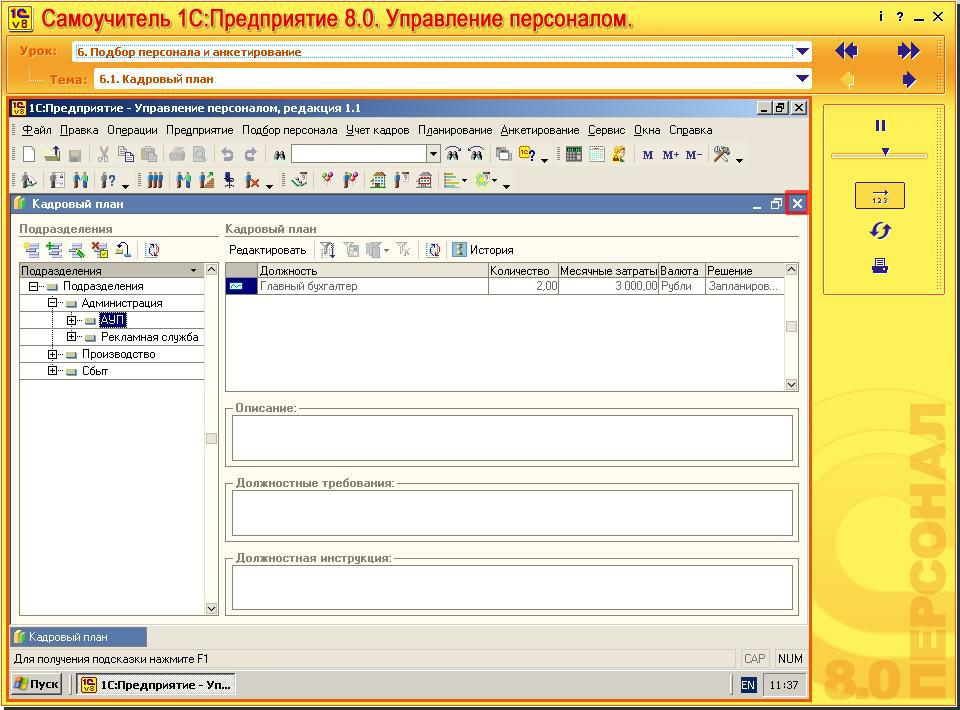 1С v8 Самоучитель 1С:Предприятие 8.0. Управление персоналом. i ?
Урок: 6. Подбор персонала и анкетирование
Тема: 6.1. Кадровый план
1С:Предприятие - Управление персоналом, редакция 1.1
Файл Правка Операции Предприятие Подбор персонала Учет кадров Планирование Анкетирование Сервис Окна Справка
M M+ M-
Кадровый план
Подразделения Кадровый план
Редактировать История
Подразделения
Должность Количество Месячные затраты Валюта Решение
Главный бухгалтер 2,00 3 000,00 Рубли Запланиров...
Подразделения
Администрация
АУП
Рекламная служба
Производство
Сбыт
Описание:
Должностные требования:
Должностная инструкция:
Кадровый план
Для получения подсказки нажмите F1 CAP NUM
Пуск 1С:Предприятие - Уп... EN 11:37
123
8.0 ПЕРСОНАЛ